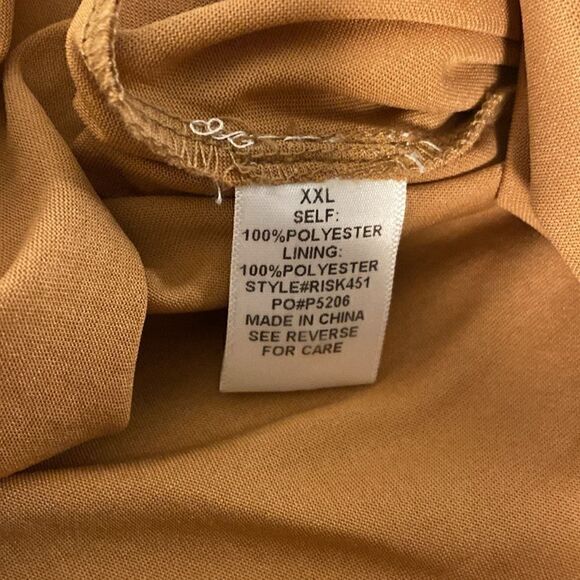 XXL
SELF:
100%POLYESTER
LINING:
100%POLYESTER
STYLE#RISK451
PO#P5206
MADE IN CHINA
SEE REVERSE
FOR CARE